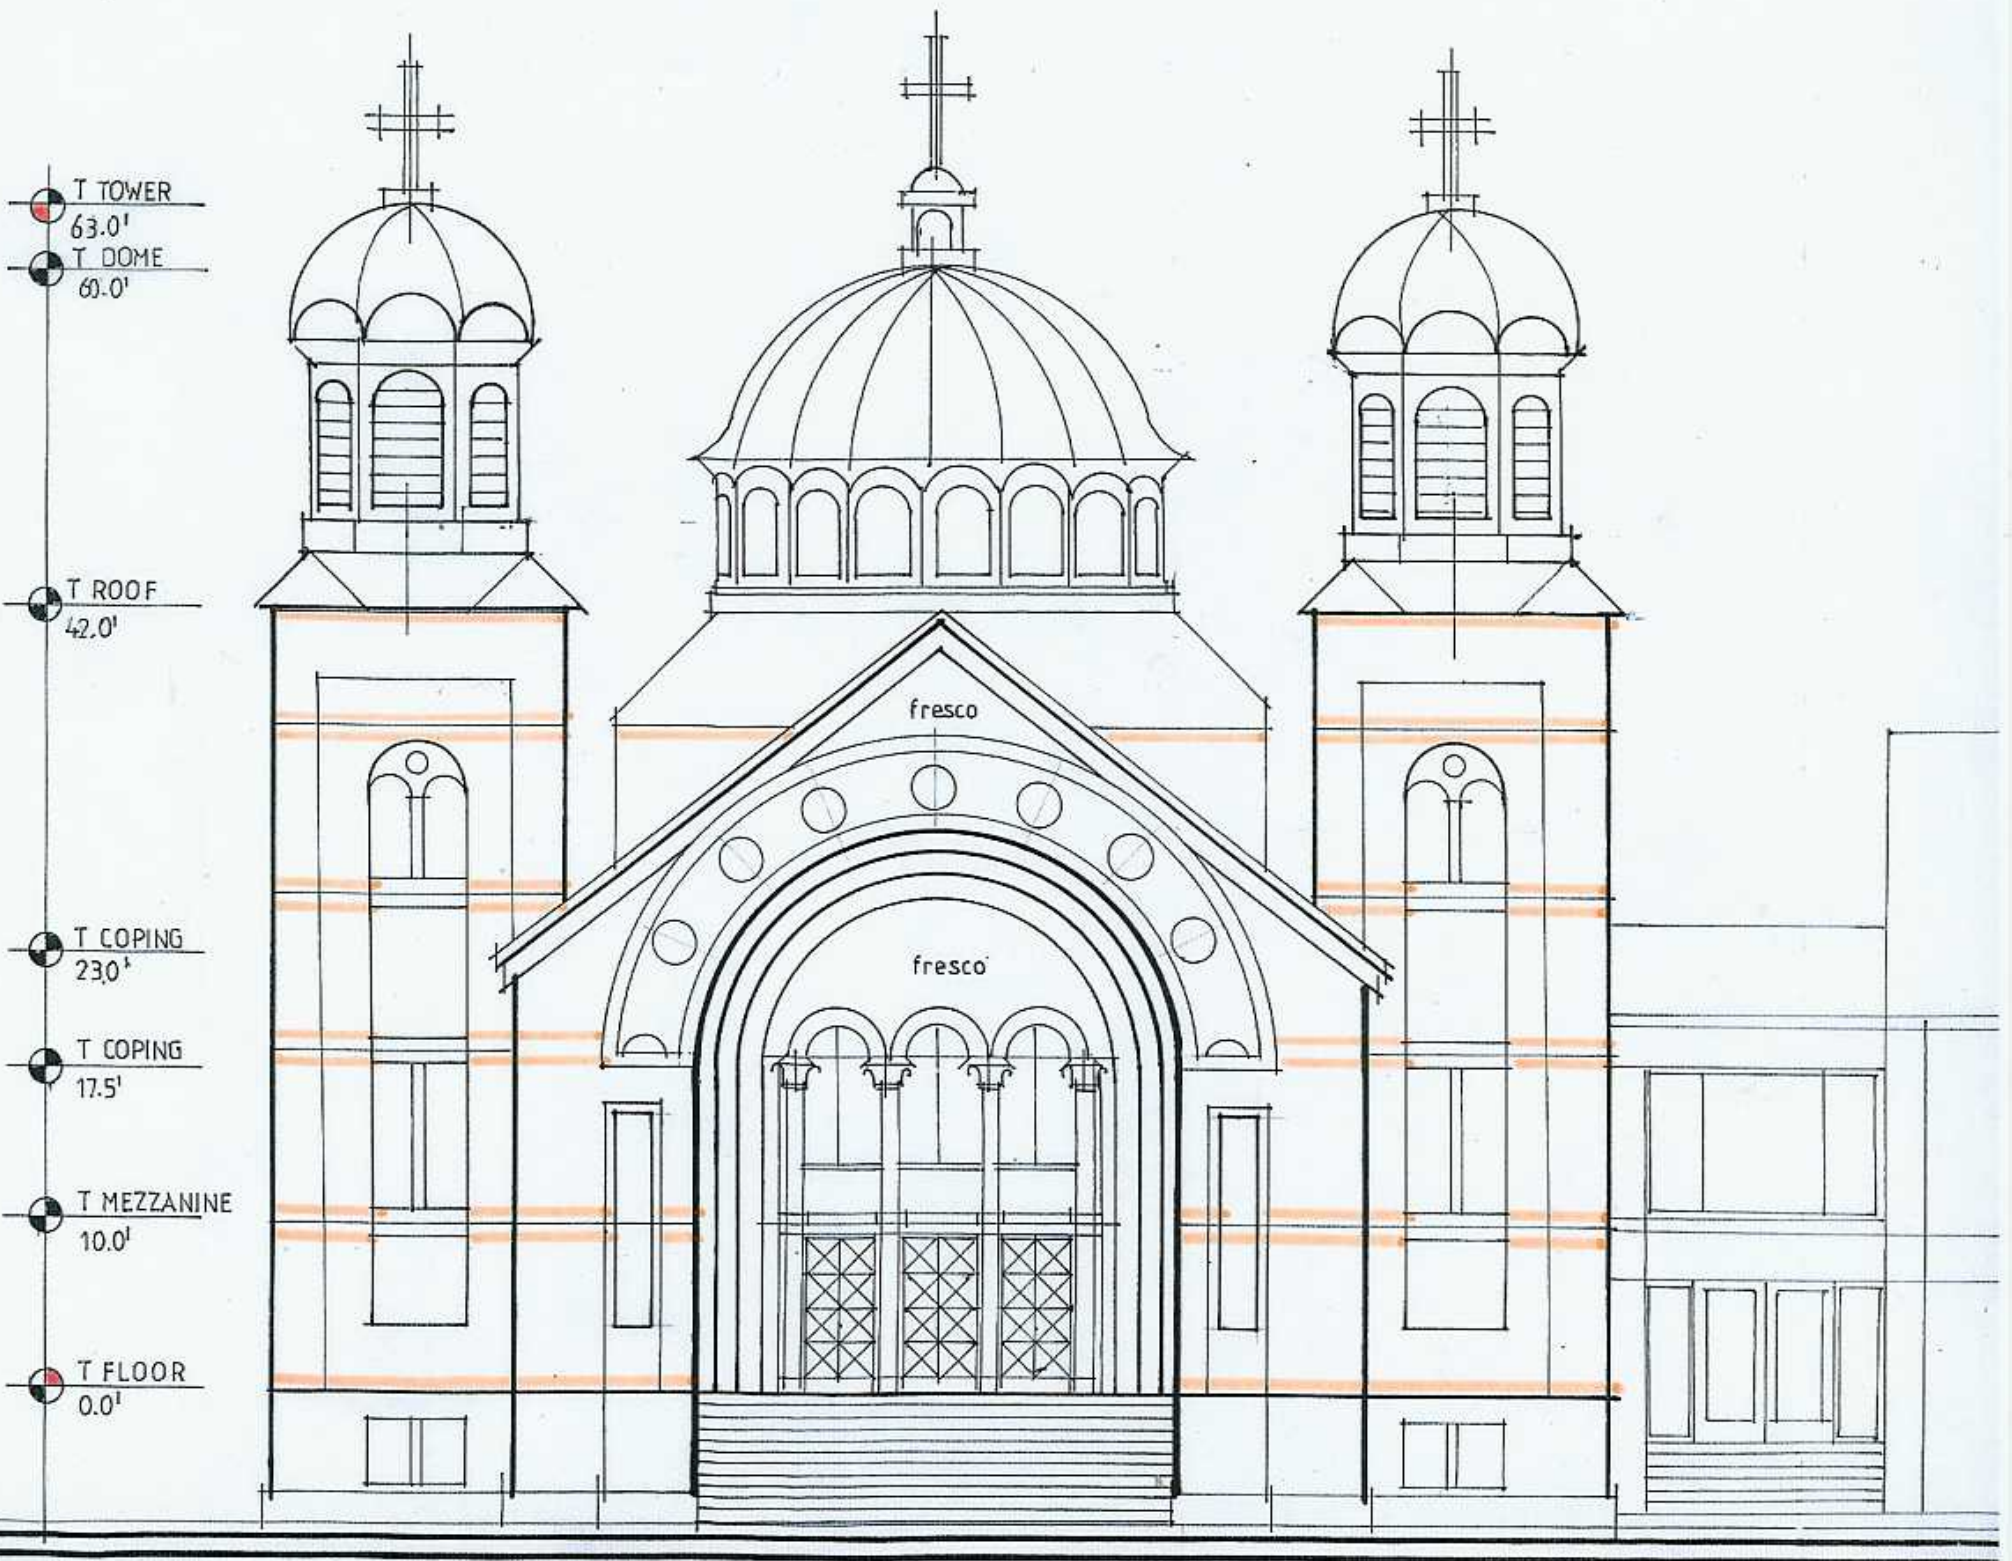 T TOWER
63.0'
T DOME
60.0'
T ROOF
42.0'
fresco
T COPING
23.0'
fresco
T COPING
17.5'
T MEZZANINE
10.0'
T FLOOR
0.0'